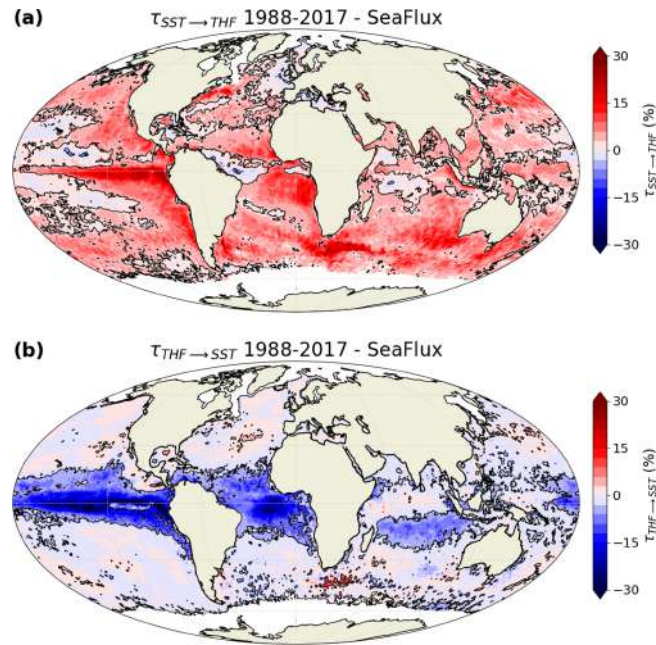 (a)
τSST→THF 1988-2017 - SeaFlux
30
15
0
−15
−30
τSST→THF (%)
(b)
τTHF→SST 1988-2017 - SeaFlux
30
15
0
−15
−30
τTHF→SST (%)